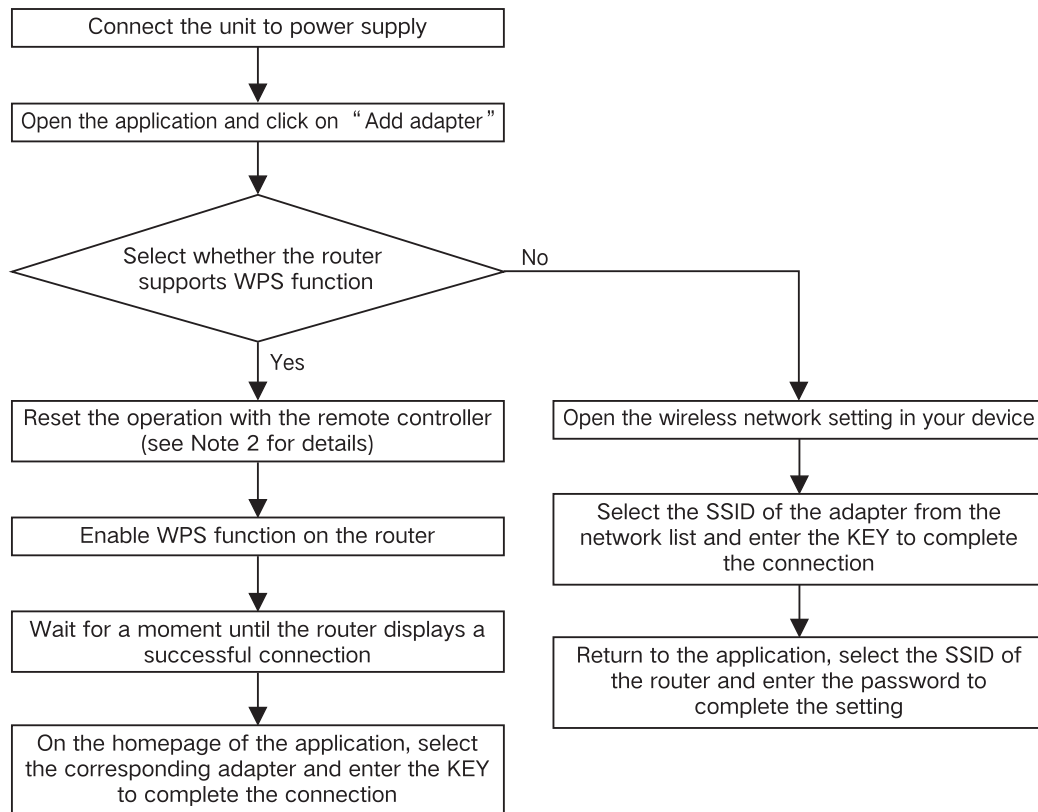 Connect the unit to power supply
Open the application and click on “Add adapter”
Select whether the router
supports WPS function
No
Yes
Reset the operation with the remote controller
(see Note 2 for details)
Enable WPS function on the router
Wait for a moment until the router displays a
successful connection
On the homepage of the application, select
the corresponding adapter and enter the KEY
to complete the connection
Open the wireless network setting in your device
Select the SSID of the adapter from the
network list and enter the KEY to complete
the connection
Return to the application, select the SSID of
the router and enter the password to
complete the setting